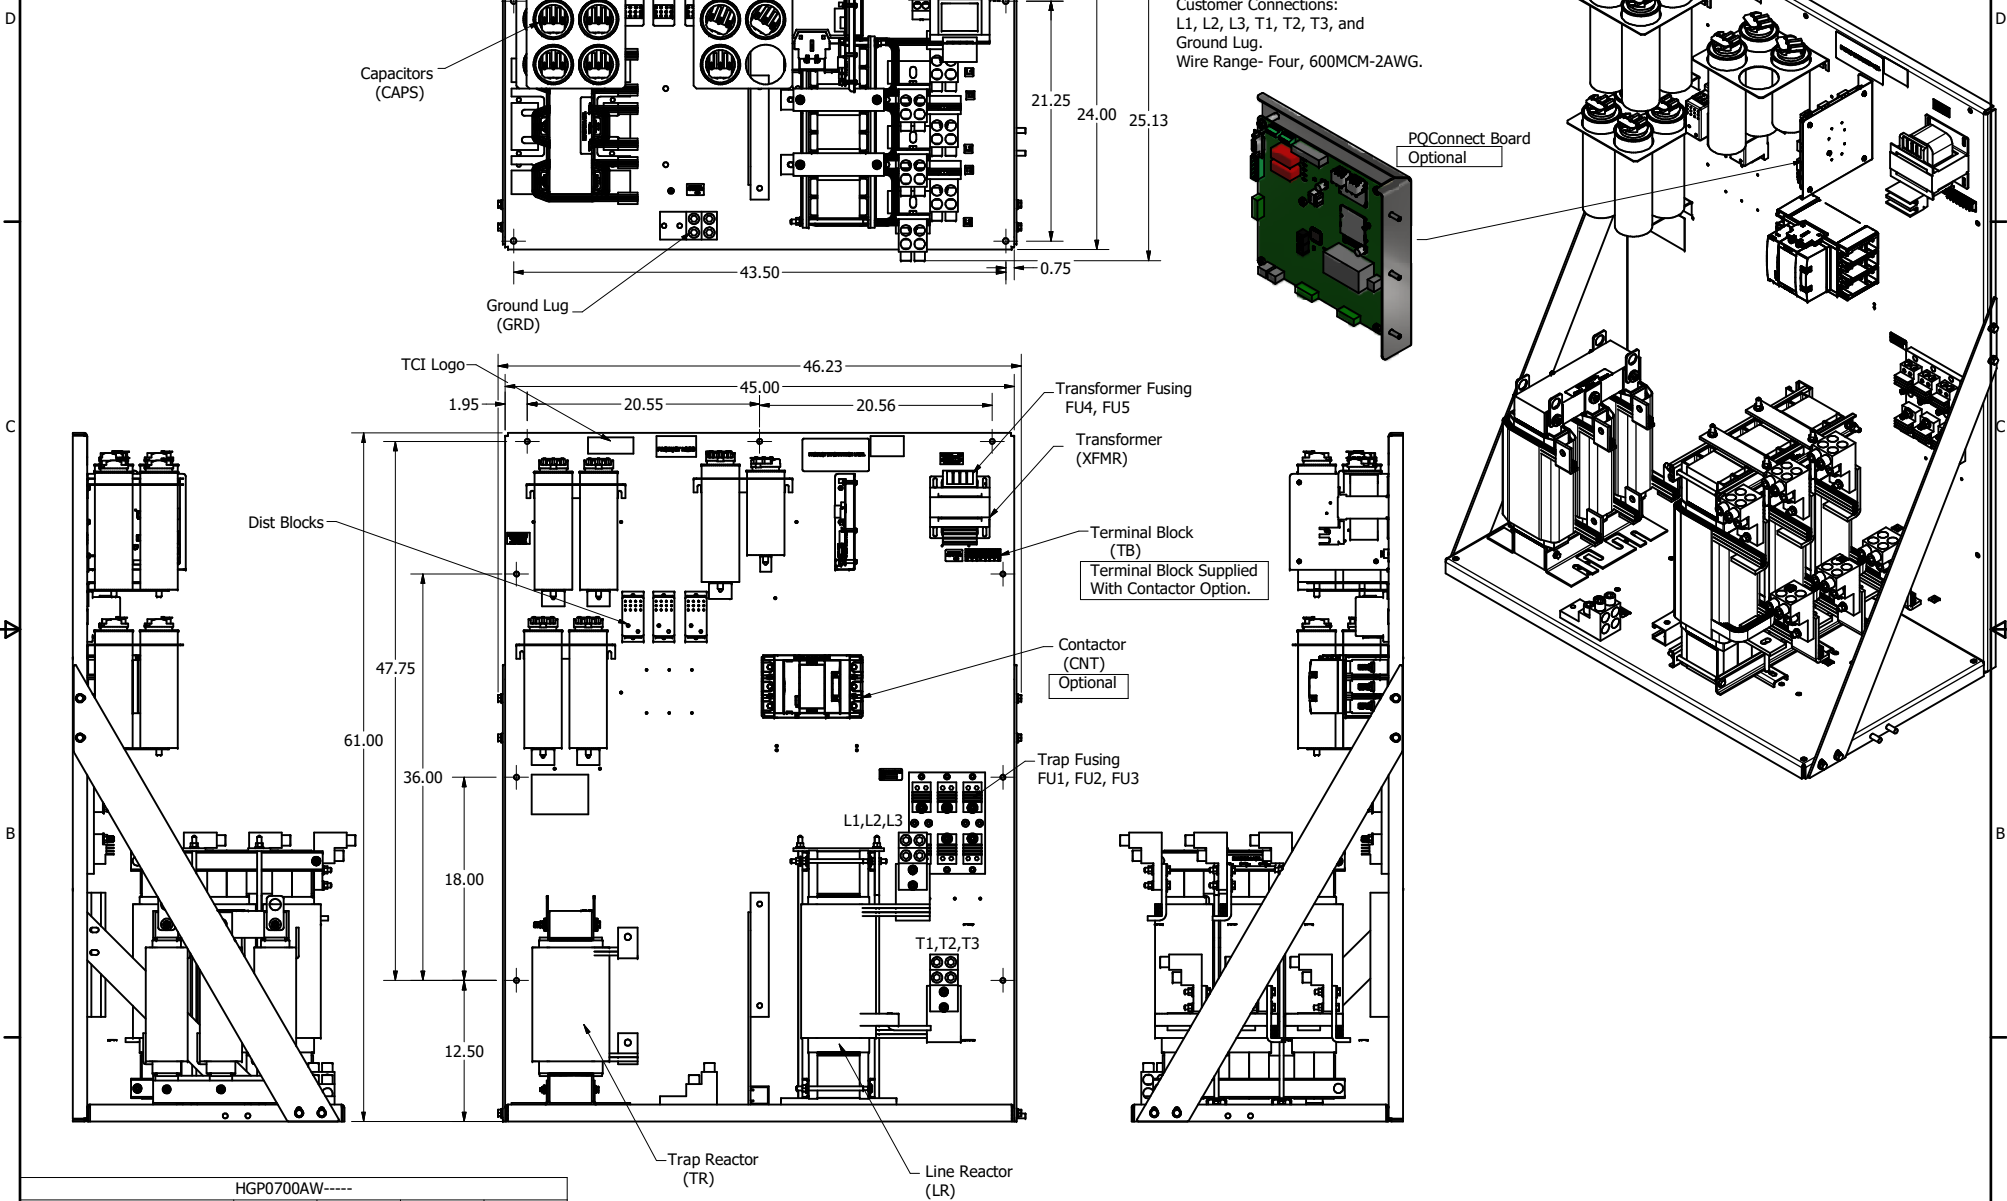 D
D
Customer Connections:
L1, L2, L3, T1, T2, T3, and
Ground Lug.
Wire Range- Four, 600MCM-2AWG.
Capacitors
(CAPS)
21.25
24.00
25.13
PQConnect Board
Optional
43.50
0.75
Ground Lug
(GRD)
TCI Logo
46.23
45.00
1.95
20.55
20.56
Transformer Fusing
FU4, FU5
C
C
Transformer
(XFMR)
Dist Blocks
Terminal Block
(TB)
Terminal Block Supplied
With Contactor Option.
Contactor
(CNT)
Optional
47.75
61.00
36.00
Trap Fusing
FU1, FU2, FU3
L1,L2,L3
B
B
18.00
T1,T2,T3
12.50
Trap Reactor
(TR)
Line Reactor
(LR)
HGP0700AW-----